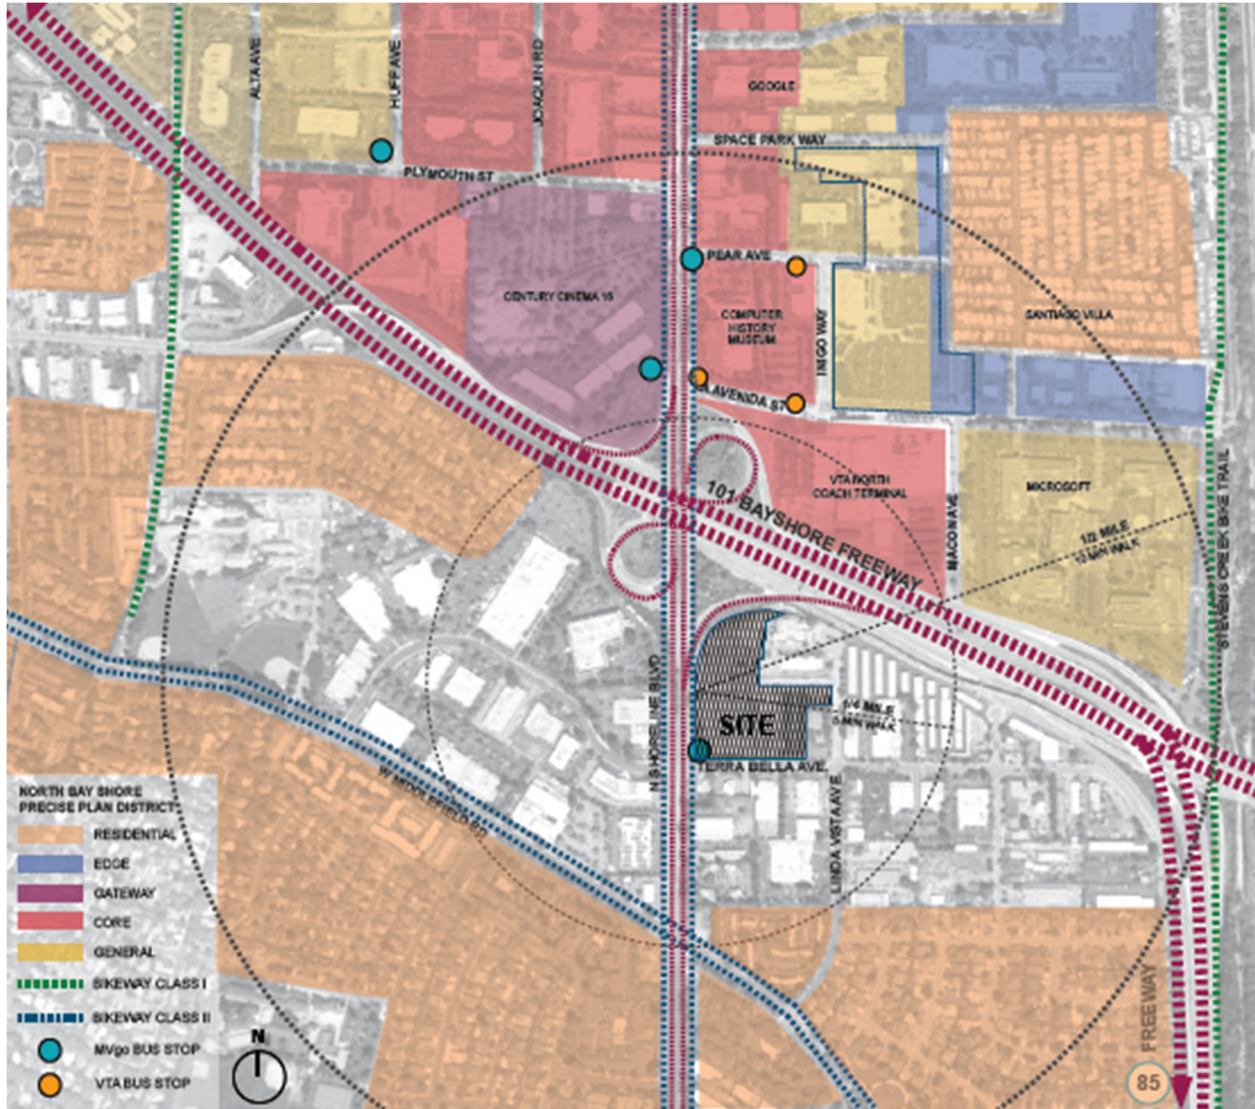 ALTA AVE
HUFF AVE
JOAQUIN RD
GOOGLE
SPACE PARK WAY
PLYMOUTH ST
PEAR AVE
CENTURY CINEMA 16
COMPUTER
HISTORY
MUSEUM
INIGO WAY
SANTIAGO VILLA
LA AVENIDA ST
VTA NORTH
COACH TERMINAL
MICROSOFT
101 BAYSHORE FREEWAY
MACON AVE
1/2 MILE
10 MIN WALK
STEVENS CREEK BIKE TRAIL
N SHORELINE BLVD
SITE
1/4 MILE
5 MIN WALK
TERRA BELLA AVE.
LINDA VISTA AVE
W MIDDLEFIELD RD
NORTH BAY SHORE
PRECISE PLAN DISTRICT:
RESIDENTIAL
EDGE
GATEWAY
CORE
GENERAL
BIKEWAY CLASS I
BIKEWAY CLASS II
MVgo BUS STOP
VTA BUS STOP
N
FREEWAY
85